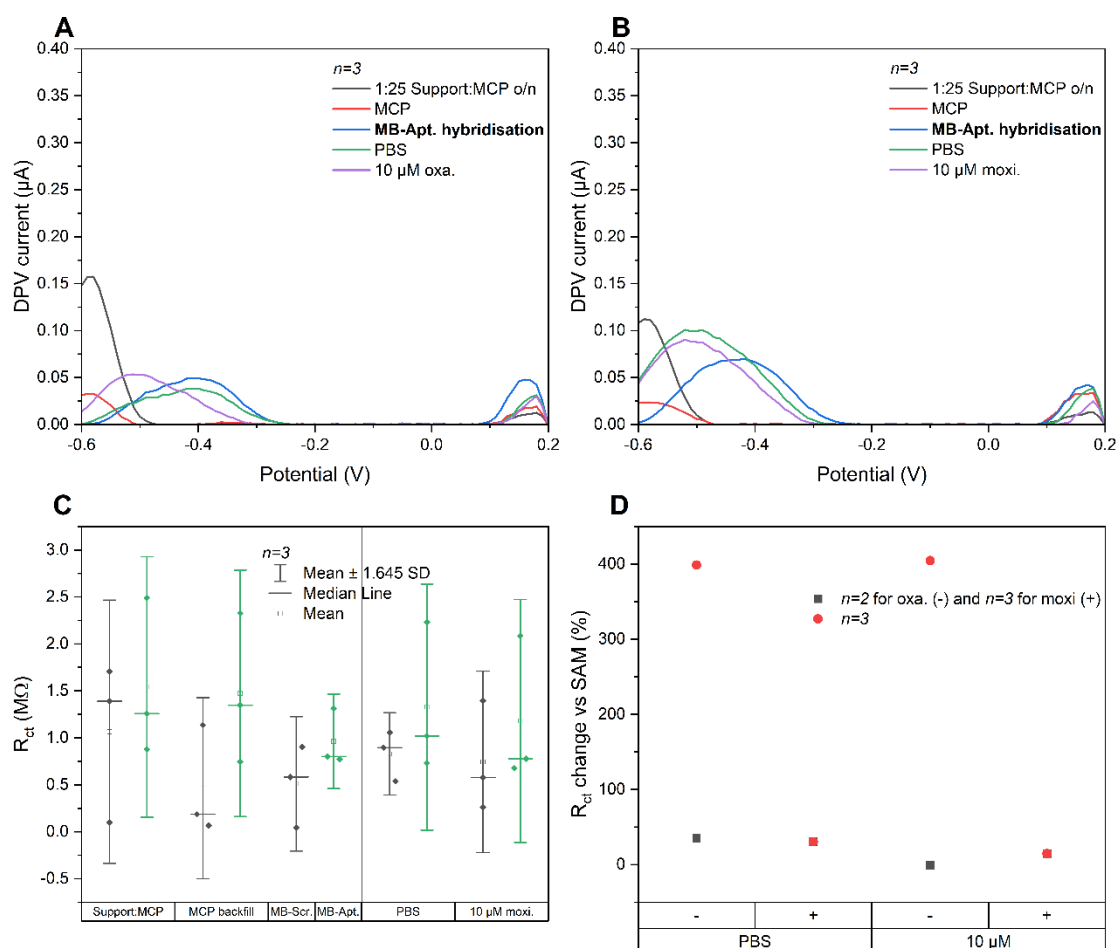 A
n=3
1:25 Support:MCP o/n
MCP
MB-Apt. hybridisation
PBS
10 µM oxa.
DPV current (µA)
0.40
0.35
0.30
0.25
0.20
0.15
0.10
0.05
0.00
-0.6
-0.4
-0.2
0.0
0.2
Potential (V)
B
n=3
1:25 Support:MCP o/n
MCP
MB-Apt. hybridisation
PBS
10 µM moxi.
DPV current (µA)
0.40
0.35
0.30
0.25
0.20
0.15
0.10
0.05
0.00
-0.6
-0.4
-0.2
0.0
0.2
Potential (V)
C
n=3
Mean ± 1.645 SD
Median Line
Mean
Rct (MΩ)
3.0
2.5
2.0
1.5
1.0
0.5
0.0
-0.5
Support:MCP
MCP backfill
MB-Scr.
MB-Apt.
PBS
10 µM moxi.
D
n=2 for oxa. (-) and n=3 for moxi (+)
n=3
Rct change vs SAM (%)
400
300
200
100
0
- + - +
PBS 10 µM